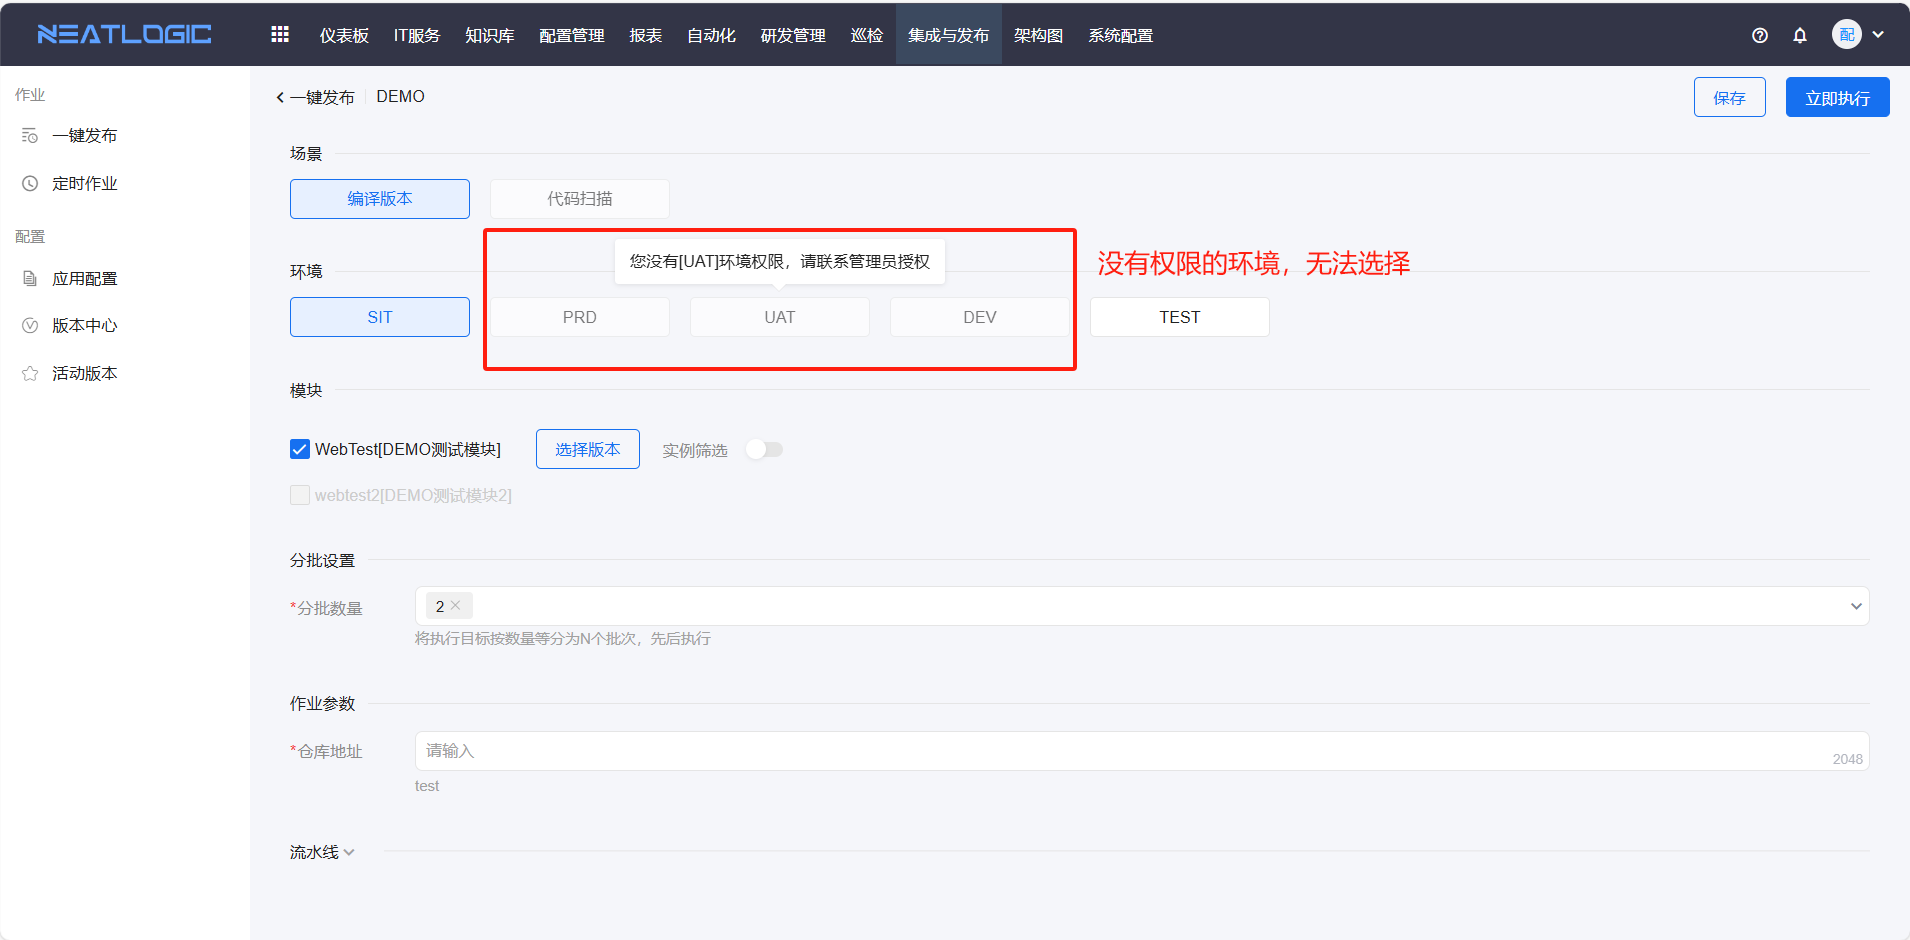 NEATLOGIC
仪表板 IT服务 知识库 配置管理 报表 自动化 研发管理 巡检 集成与发布 架构图 系统配置 配
作业
一键发布
定时作业
配置
应用配置
版本中心
活动版本
一键发布 DEMO
保存 立即执行
场景
编译版本 代码扫描
您没有[UAT]环境权限，请联系管理员授权
没有权限的环境，无法选择
环境
SIT PRD UAT DEV TEST
模块
WebTest[DEMO测试模块] 选择版本 实例筛选
webtest2[DEMO测试模块2]
分批设置
*分批数量 2
将执行目标按数量等分为N个批次，先后执行
作业参数
*仓库地址 请输入 2048
test
流水线